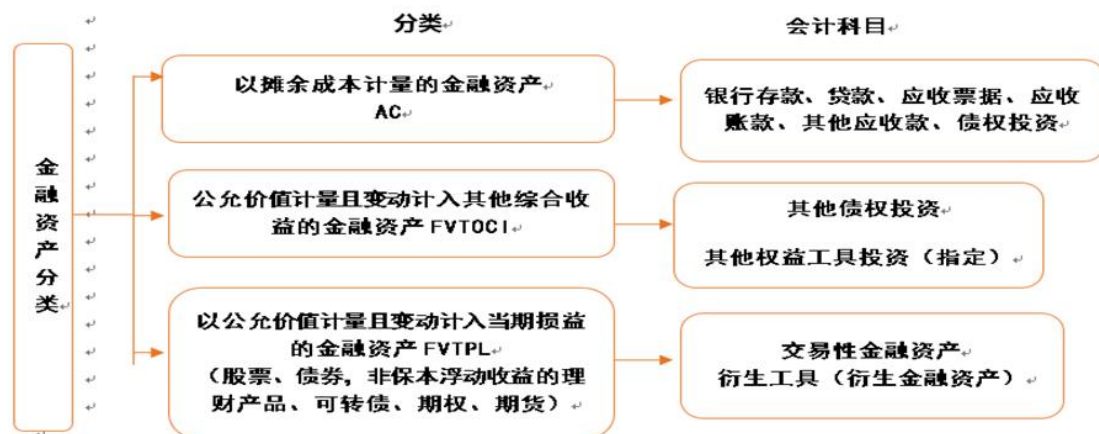 分类
会计科目
金融资产分类
以摊余成本计量的金融资产
AC
银行存款、贷款、应收票据、应收
账款、其他应收款、债权投资
公允价值计量且变动计入其他综合收
益的金融资产 FVTOCI
其他债权投资
其他权益工具投资（指定）
以公允价值计量且变动计入当期损益
的金融资产 FVTPL
（股票、债券，非保本浮动收益的理
财产品、可转债、期权、期货）
交易性金融资产
衍生工具（衍生金融资产）